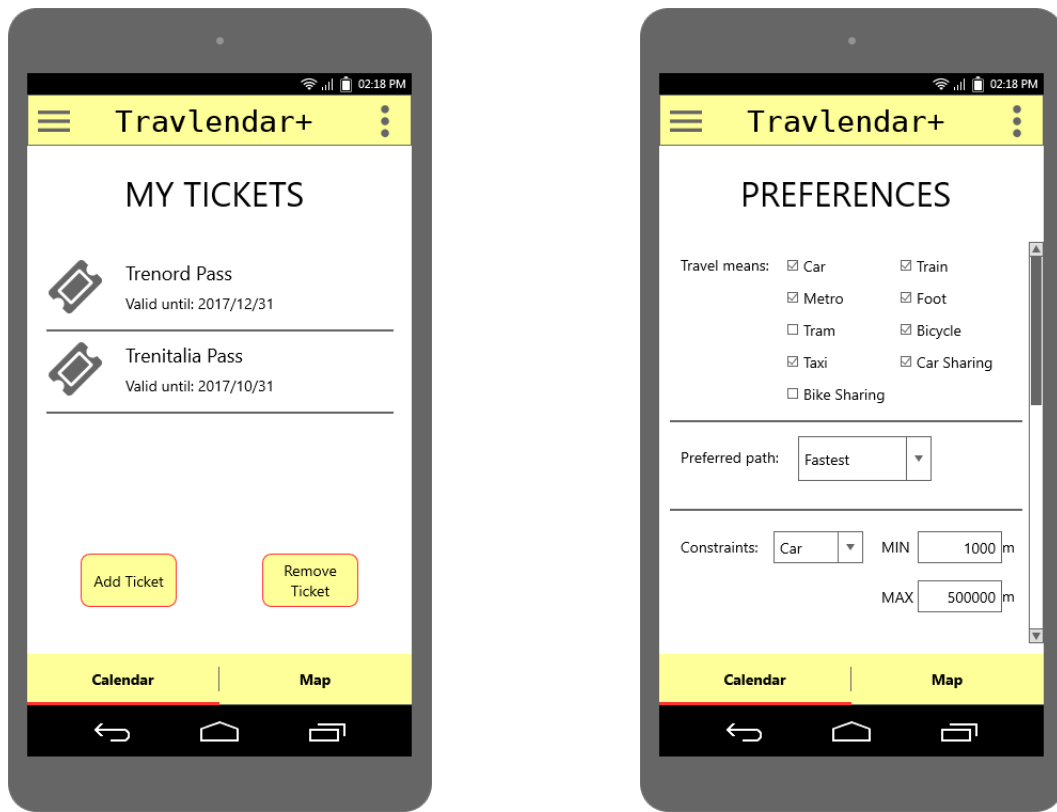 02:18 PM
Travlendar+
MY TICKETS
Trenord Pass
Valid until: 2017/12/31
Trenitalia Pass
Valid until: 2017/10/31
Add Ticket
Remove
Ticket
Calendar
Map
02:18 PM
Travlendar+
PREFERENCES
Travel means:
Car
Train
Metro
Foot
Tram
Bicycle
Taxi
Car Sharing
Bike Sharing
Preferred path:
Fastest
Constraints:
Car
MIN
1000 m
MAX
500000 m
Calendar
Map